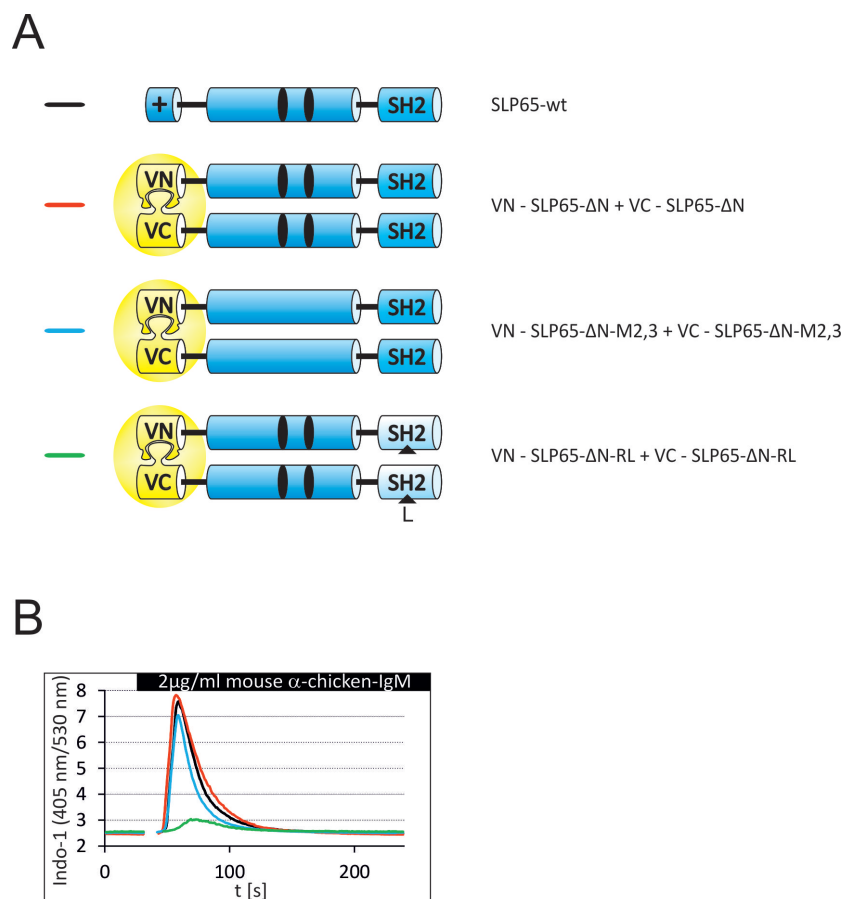 A
+ SH2 SLP65-wt
VN SH2
VC SH2
VN - SLP65-ΔN + VC - SLP65-ΔN
VN SH2
VC SH2
VN - SLP65-ΔN-M2,3 + VC - SLP65-ΔN-M2,3
VN SH2
VC SH2
L
VN - SLP65-ΔN-RL + VC - SLP65-ΔN-RL
B
2µg/ml mouse α-chicken-IgM
Indo-1 (405 nm/530 nm)
8
7
6
5
4
3
2
0 100 200
t [s]